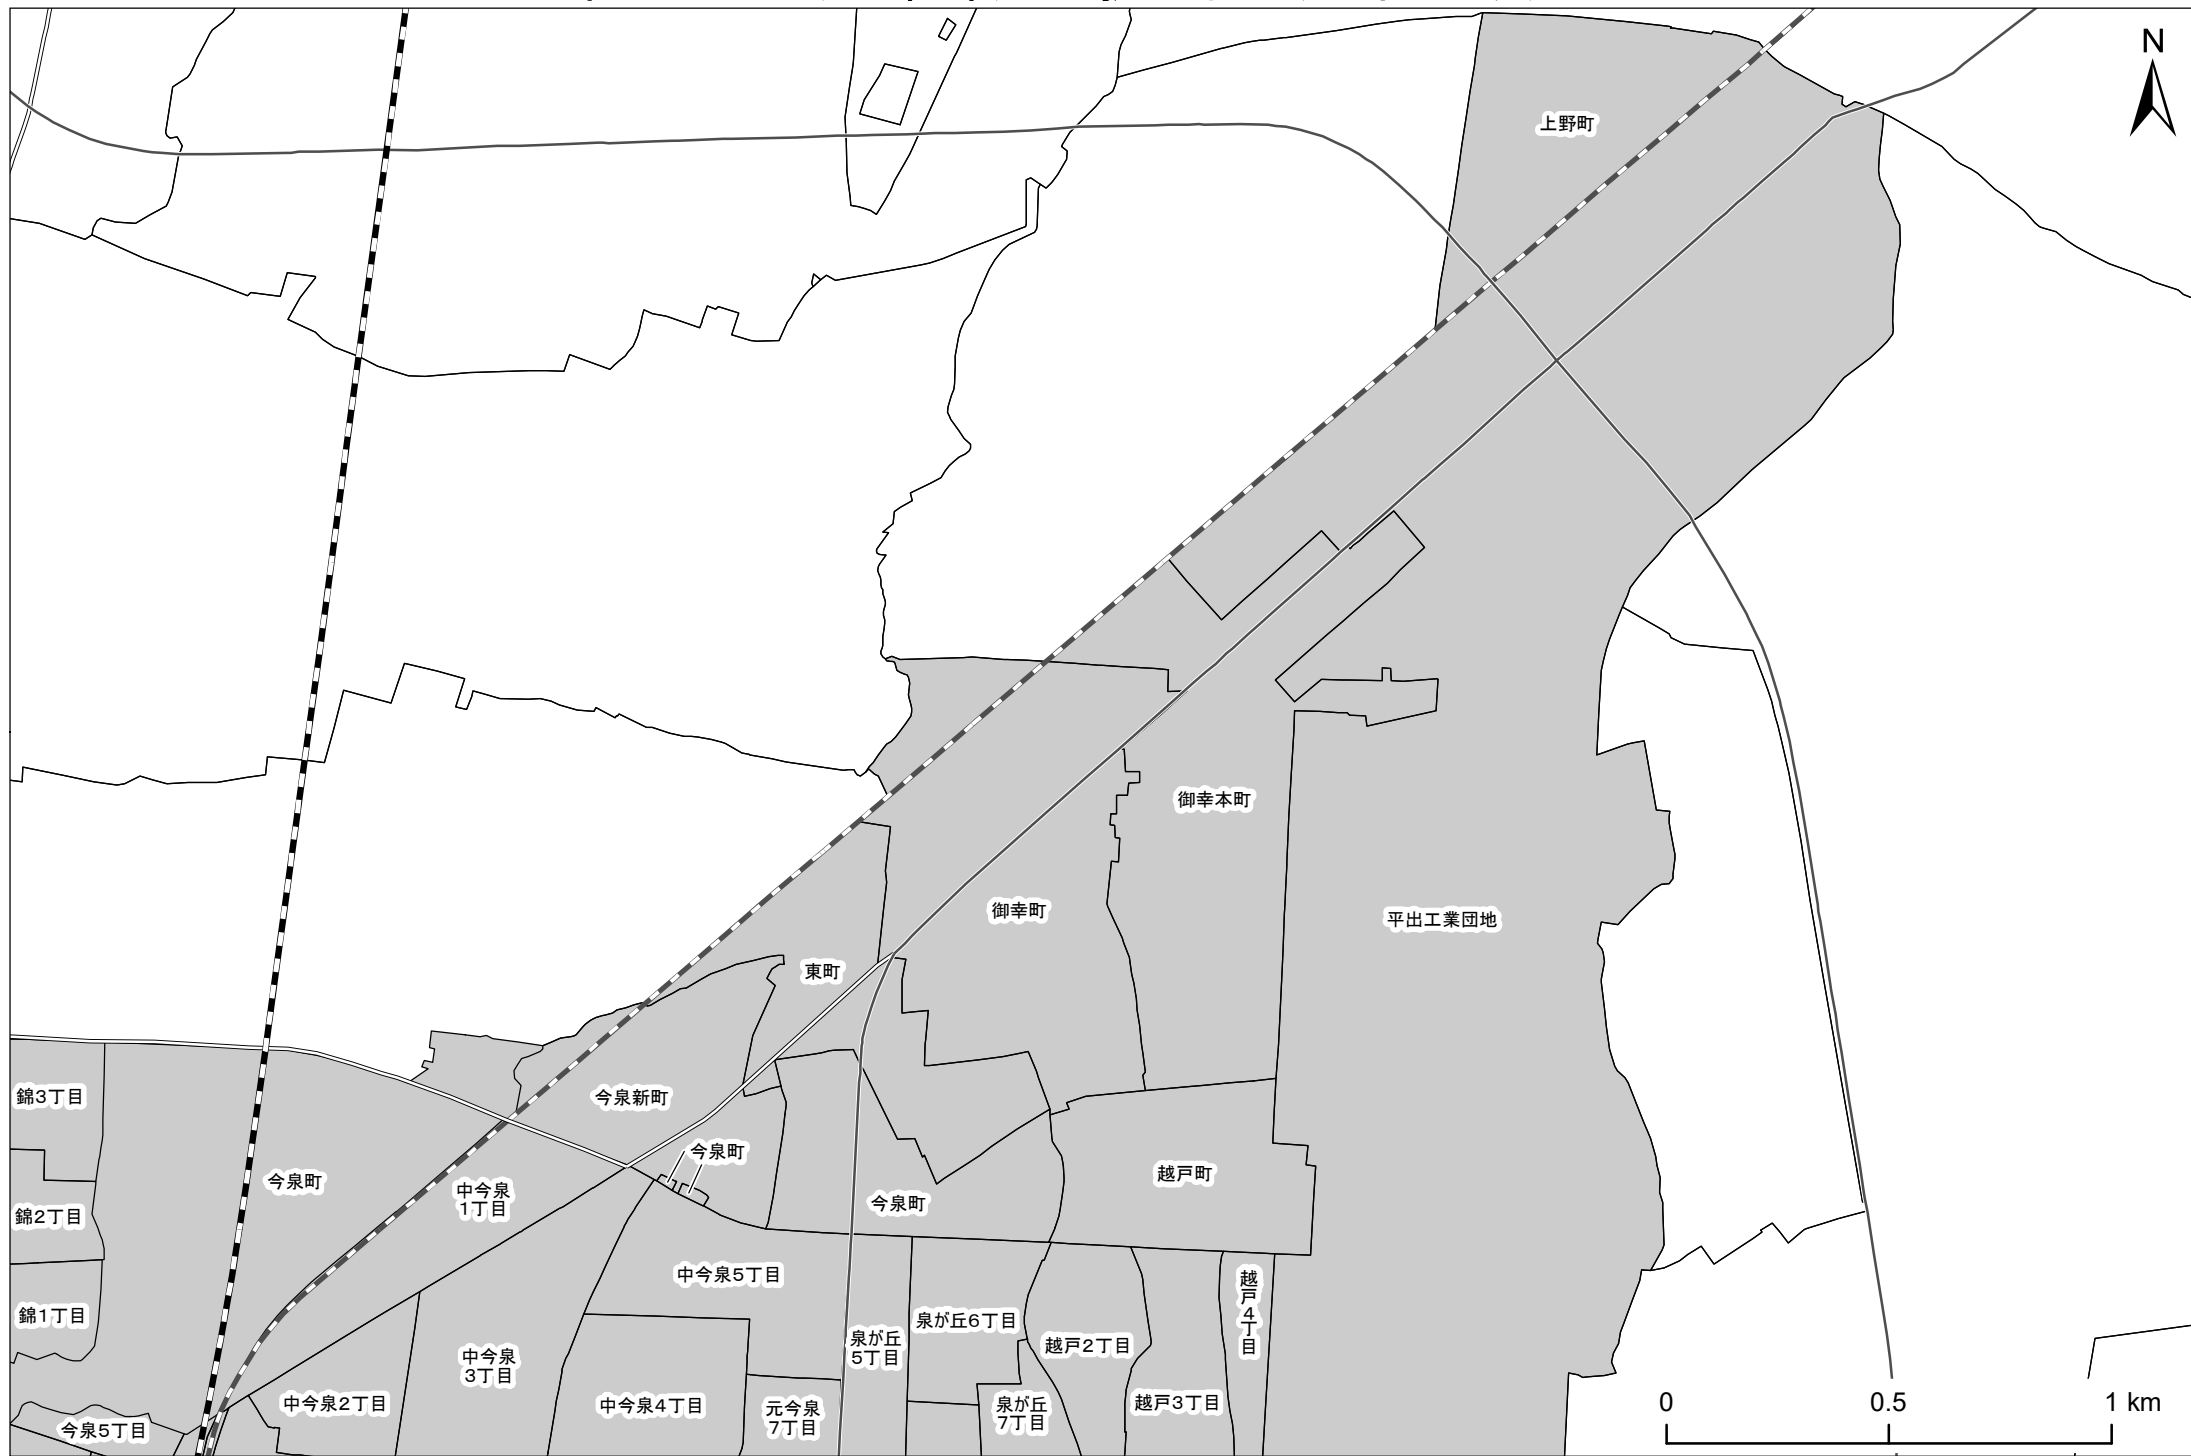 N
上野町
御幸本町
御幸町
平出工業団地
東町
錦3丁目
今泉新町
今泉町
今泉町
中今泉
1丁目
越戸町
今泉町
錦2丁目
中今泉5丁目
越
戸
4
丁
目
錦1丁目
泉が丘6丁目
泉が丘
5丁目
越戸2丁目
中今泉
3丁目
中今泉2丁目
中今泉4丁目
元今泉
7丁目
泉が丘
7丁目
越戸3丁目
今泉5丁目
0 0.5 1 km